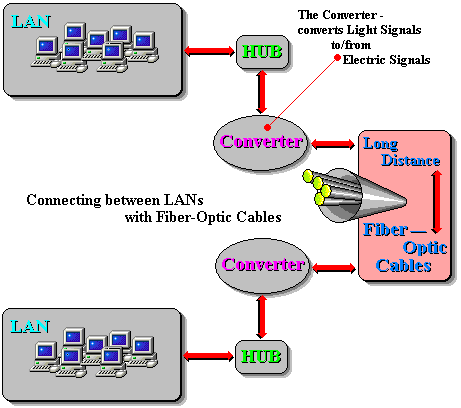 LAN
HUB
The Converter -
converts Light Signals
to/from
Electric Signals
Converter
Long
Distance
Connecting between LANs
with Fiber-Optic Cables
Fiber —
Optic
Cables
Converter
LAN
HUB